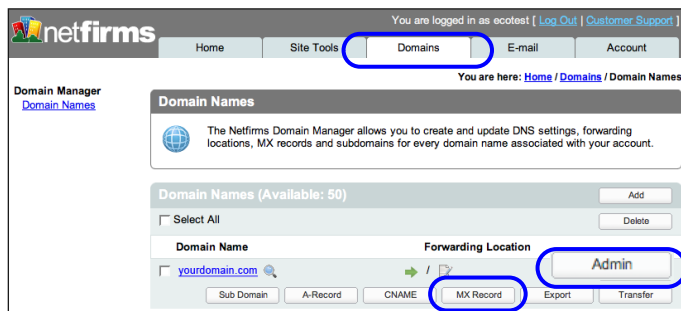 netfirms
You are logged in as ecotest [ Log Out | Customer Support ]
Home Site Tools Domains E-mail Account
You are here: Home / Domains / Domain Names
Domain Manager
Domain Names
Domain Names
The Netfirms Domain Manager allows you to create and update DNS settings, forwarding
locations, MX records and subdomains for every domain name associated with your account.
Domain Names (Available: 50)
Add
Select All
Delete
Domain Name Forwarding Location
Admin
yourdomain.com /
Sub Domain A-Record CNAME MX Record Export Transfer